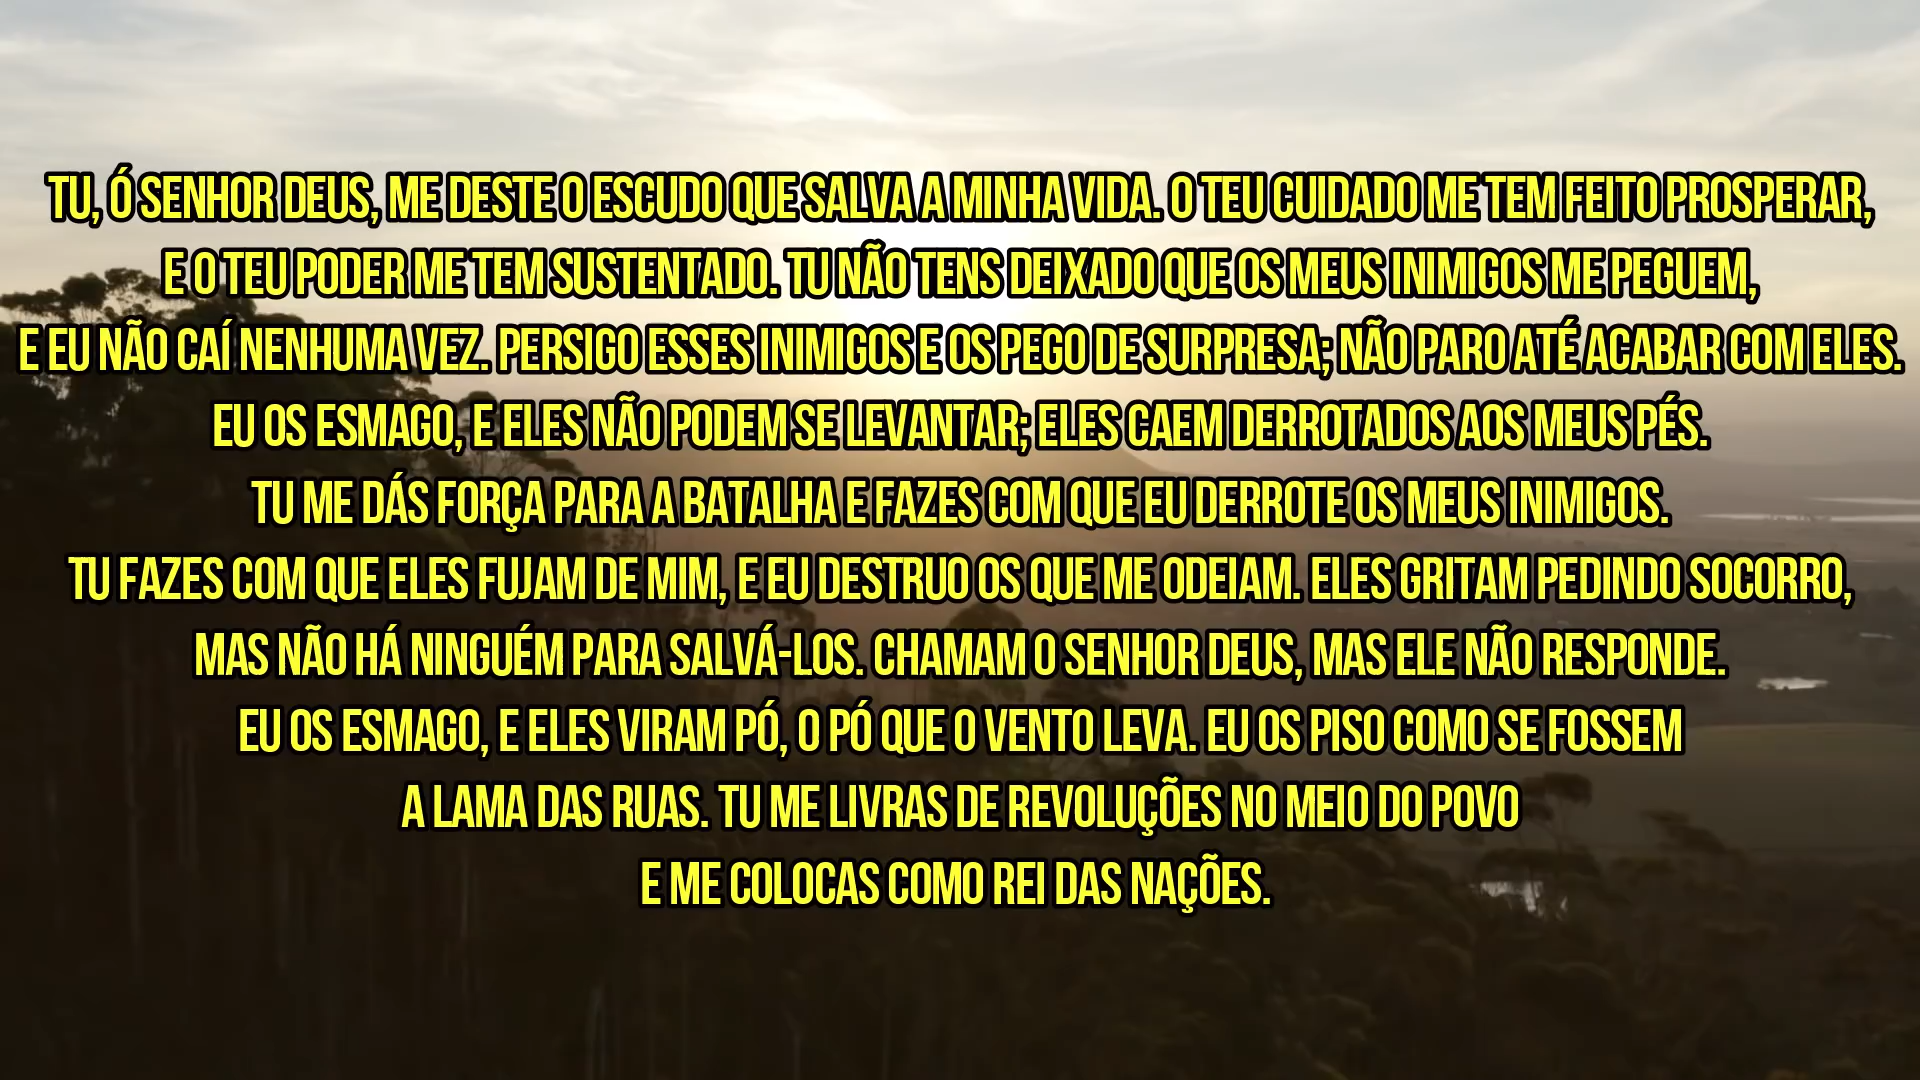 TU, Ó SENHOR DEUS, ME DESTE O ESCUDO QUE SALVA A MINHA VIDA. O TEU CUIDADO ME TEM FEITO PROSPERAR,
E O TEU PODER ME TEM SUSTENTADO. TU NÃO TENS DEIXADO QUE OS MEUS INIMIGOS ME PEGUEM,
E EU NÃO CAÍ NENHUMA VEZ. PERSIGO ESSES INIMIGOS E OS PEGO DE SURPRESA; NÃO PARO ATÉ ACABAR COM ELES.
EU OS ESMAGO, E ELES NÃO PODEM SE LEVANTAR; ELES CAEM DERROTADOS AOS MEUS PÉS.
TU ME DÁS FORÇA PARA A BATALHA E FAZES COM QUE EU DERROTE OS MEUS INIMIGOS.
TU FAZES COM QUE ELES FUJAM DE MIM, E EU DESTRUO OS QUE ME ODEIAM. ELES GRITAM PEDINDO SOCORRO,
MAS NÃO HÁ NINGUÉM PARA SALVÁ-LOS. CHAMAM O SENHOR DEUS, MAS ELE NÃO RESPONDE.
EU OS ESMAGO, E ELES VIRAM PÓ, O PÓ QUE O VENTO LEVA. EU OS PISO COMO SE FOSSEM
A LAMA DAS RUAS. TU ME LIVRAS DE REVOLUÇÕES NO MEIO DO POVO
E ME COLOCAS COMO REI DAS NAÇÕES.